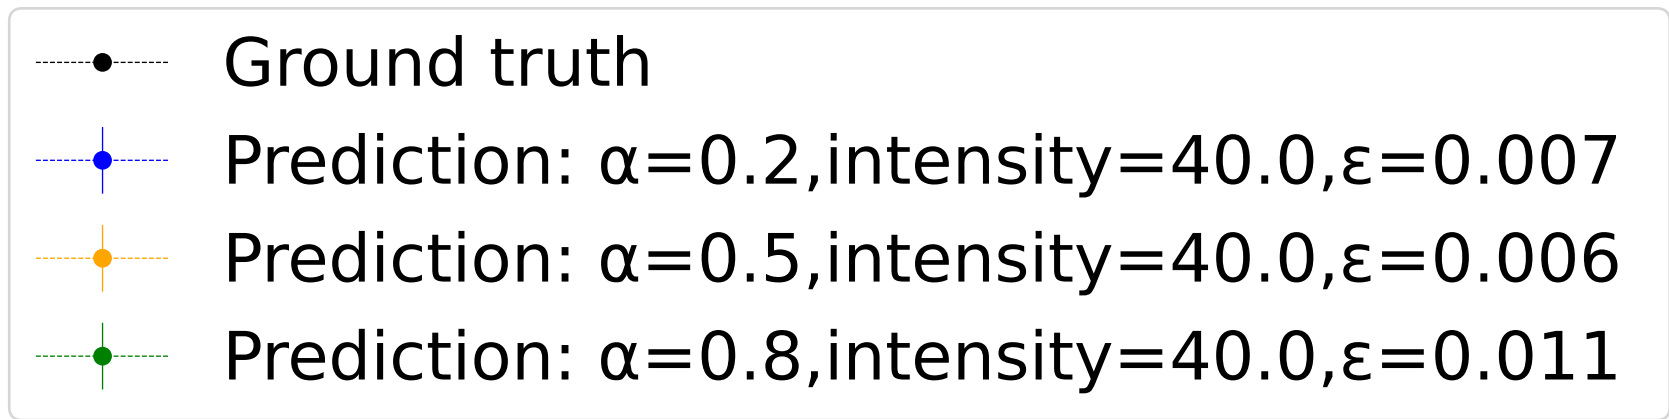 Ground truth
Prediction: α=0.2,intensity=40.0,ε=0.007
Prediction: α=0.5,intensity=40.0,ε=0.006
Prediction: α=0.8,intensity=40.0,ε=0.011